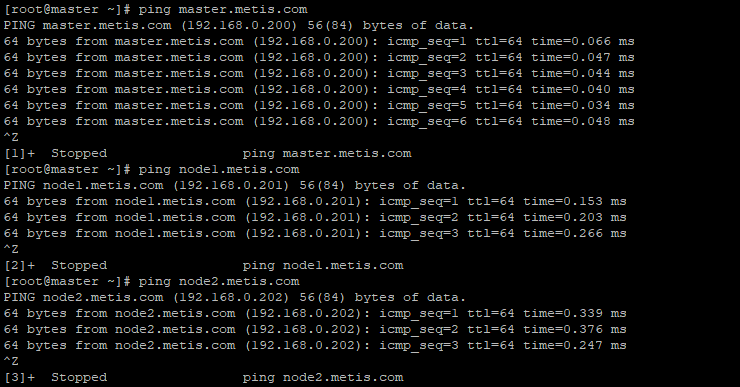 [root@master ~]# ping master.metis.com
PING master.metis.com (192.168.0.200) 56(84) bytes of data.
64 bytes from master.metis.com (192.168.0.200): icmp_seq=1 ttl=64 time=0.066 ms
64 bytes from master.metis.com (192.168.0.200): icmp_seq=2 ttl=64 time=0.047 ms
64 bytes from master.metis.com (192.168.0.200): icmp_seq=3 ttl=64 time=0.044 ms
64 bytes from master.metis.com (192.168.0.200): icmp_seq=4 ttl=64 time=0.040 ms
64 bytes from master.metis.com (192.168.0.200): icmp_seq=5 ttl=64 time=0.034 ms
64 bytes from master.metis.com (192.168.0.200): icmp_seq=6 ttl=64 time=0.048 ms
^Z
[1]+  Stopped                 ping master.metis.com
[root@master ~]# ping node1.metis.com
PING node1.metis.com (192.168.0.201) 56(84) bytes of data.
64 bytes from node1.metis.com (192.168.0.201): icmp_seq=1 ttl=64 time=0.153 ms
64 bytes from node1.metis.com (192.168.0.201): icmp_seq=2 ttl=64 time=0.203 ms
64 bytes from node1.metis.com (192.168.0.201): icmp_seq=3 ttl=64 time=0.266 ms
^Z
[2]+  Stopped                 ping node1.metis.com
[root@master ~]# ping node2.metis.com
PING node2.metis.com (192.168.0.202) 56(84) bytes of data.
64 bytes from node2.metis.com (192.168.0.202): icmp_seq=1 ttl=64 time=0.339 ms
64 bytes from node2.metis.com (192.168.0.202): icmp_seq=2 ttl=64 time=0.376 ms
64 bytes from node2.metis.com (192.168.0.202): icmp_seq=3 ttl=64 time=0.247 ms
^Z
[3]+  Stopped                 ping node2.metis.com